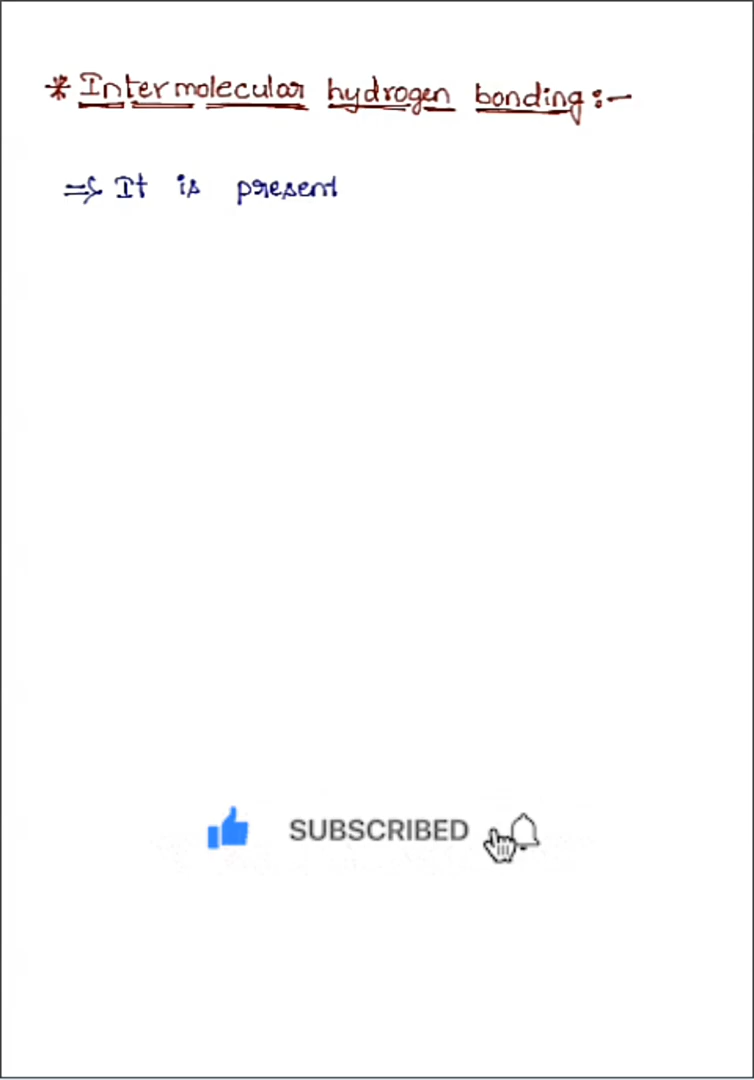 * Intermolecular hydrogen bonding :-
⇒ It is present
SUBSCRIBED